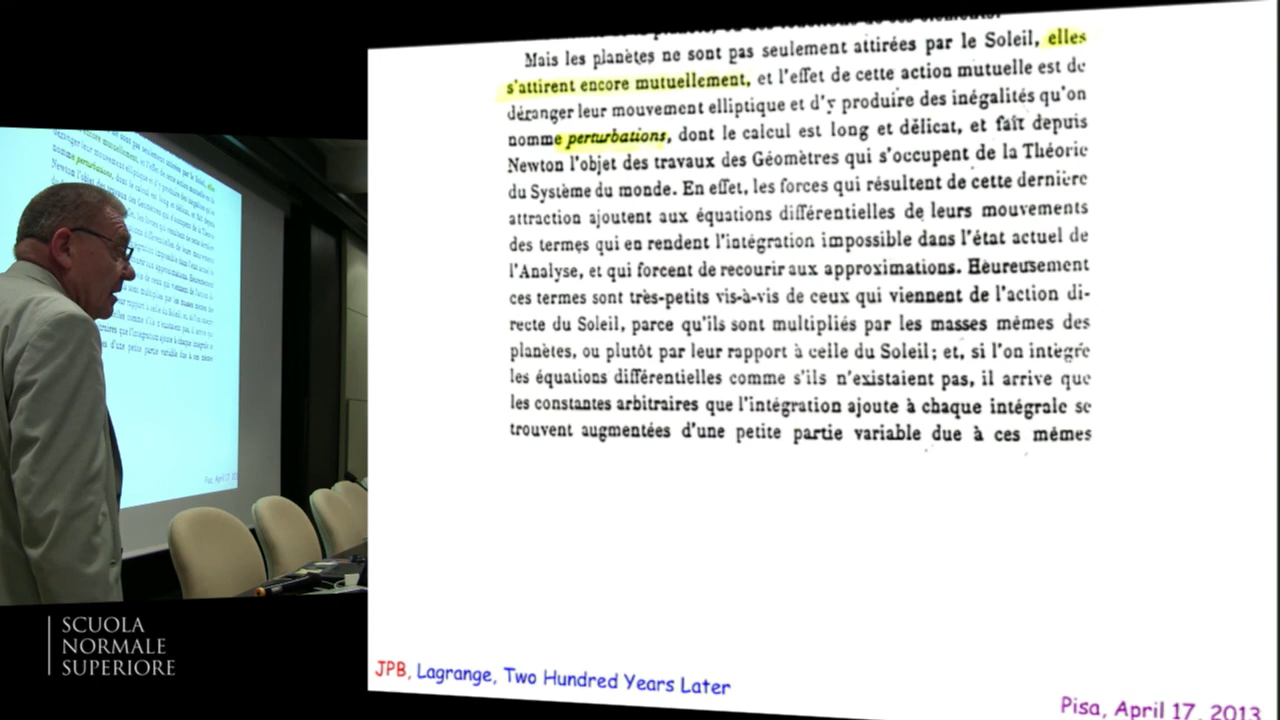 Mais les planètes ne sont pas seulement attirées par le Soleil, elles
s'attirent encore mutuellement, et l'effet de cette action mutuelle est de
déranger leur mouvement elliptique et d'y produire des inégalités qu'on
nomme perturbations, dont le calcul est long et délicat, et fait depuis
Newton l'objet des travaux des Géomètres qui s'occupent de la Théorie
du Système du monde. En effet, les forces qui résultent de cette dernière
attraction ajoutent aux équations différentielles de leurs mouvements
des termes qui en rendent l'intégration impossible dans l'état actuel de
l'Analyse, et qui forcent de recourir aux approximations. Heureusement
ces termes sont très-petits vis-à-vis de ceux qui viennent de l'action di-
recte du Soleil, parce qu'ils sont multipliés par les masses mêmes des
planètes, ou plutôt par leur rapport à celle du Soleil; et, si l'on intègre
les équations différentielles comme s'ils n'existaient pas, il arrive que
les constantes arbitraires que l'intégration ajoute à chaque intégrale se
trouvent augmentées d'une petite partie variable due à ces mêmes
JPB, Lagrange, Two Hundred Years Later
Pisa, April 17, 2013
SCUOLA
NORMALE
SUPERIORE